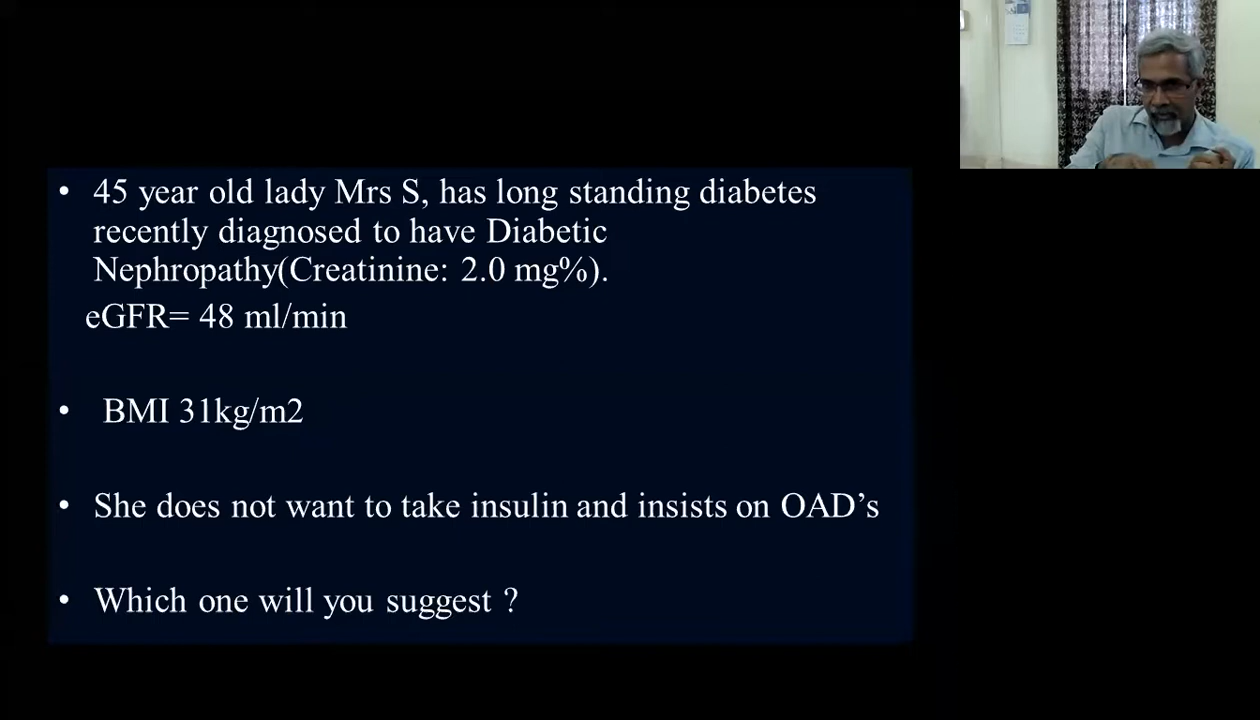 • 45 year old lady Mrs S, has long standing diabetes
recently diagnosed to have Diabetic
Nephropathy(Creatinine: 2.0 mg%).
eGFR= 48 ml/min
• BMI 31kg/m2
• She does not want to take insulin and insists on OAD’s
• Which one will you suggest ?